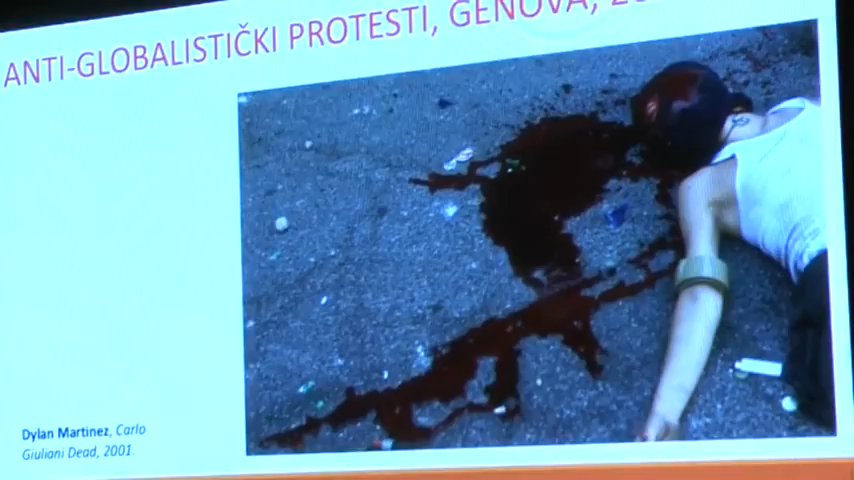 ANTI-GLOBALISTIČKI PROTESTI, GENOVA,
Dylan Martinez, Carlo
Giuliani Dead, 2001.